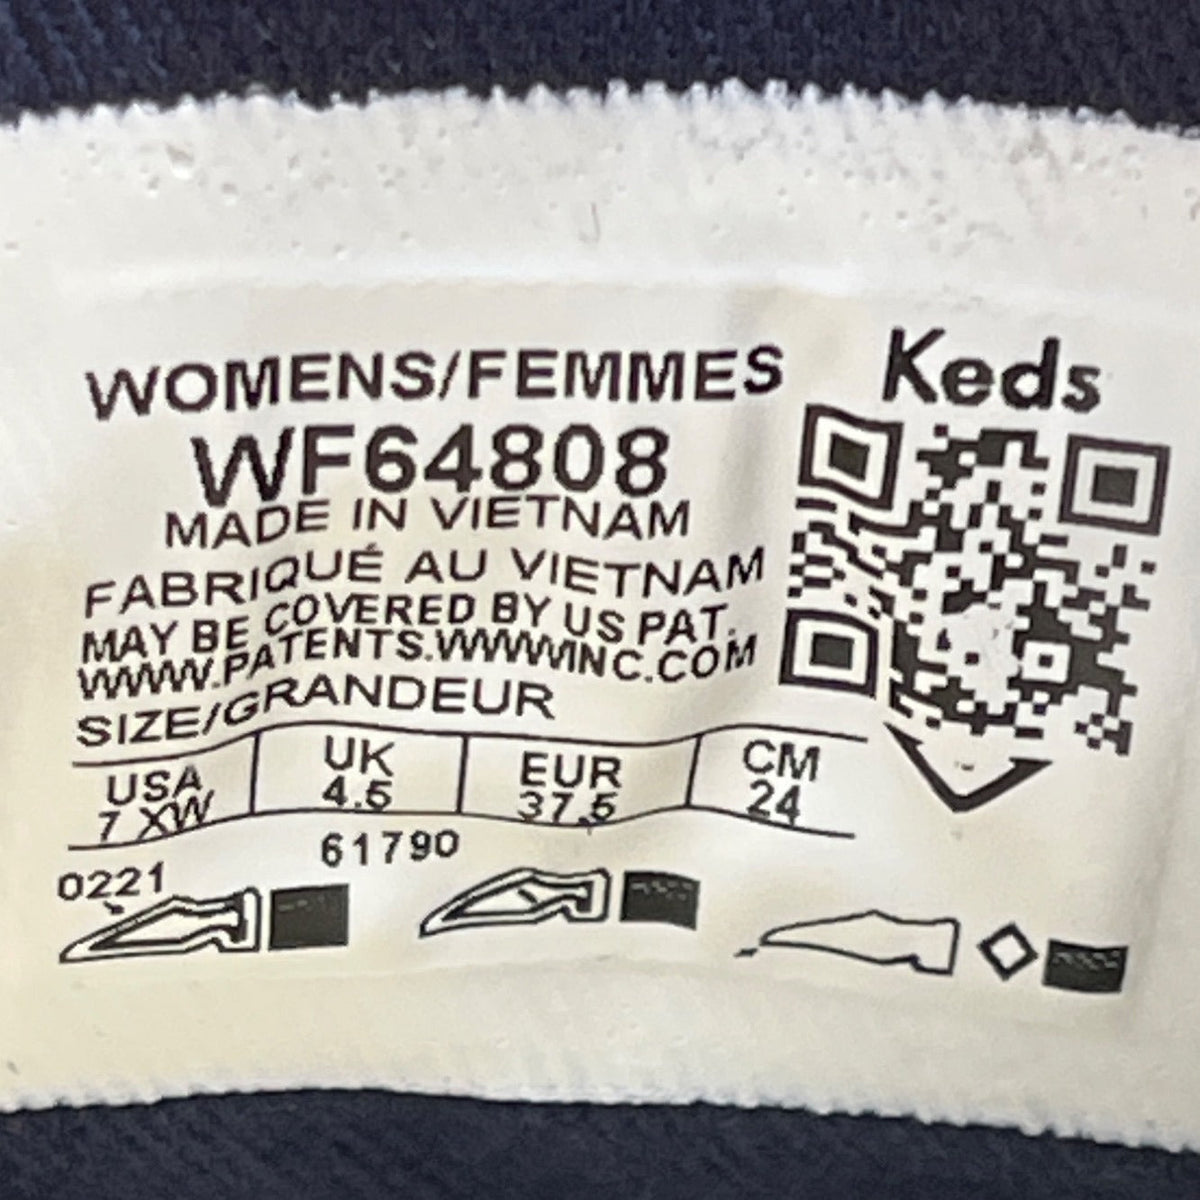 Keds
WOMENS/FEMMES
WF64808
MADE IN VIETNAM
FABRIQUÉ AU VIETNAM
MAY BE COVERED BY US PAT.
WWW.PATENTS.WWWINC.COM
SIZE/GRANDEUR
USA UK EUR CM
7 XW 4.5 37.5 24
61790
0221